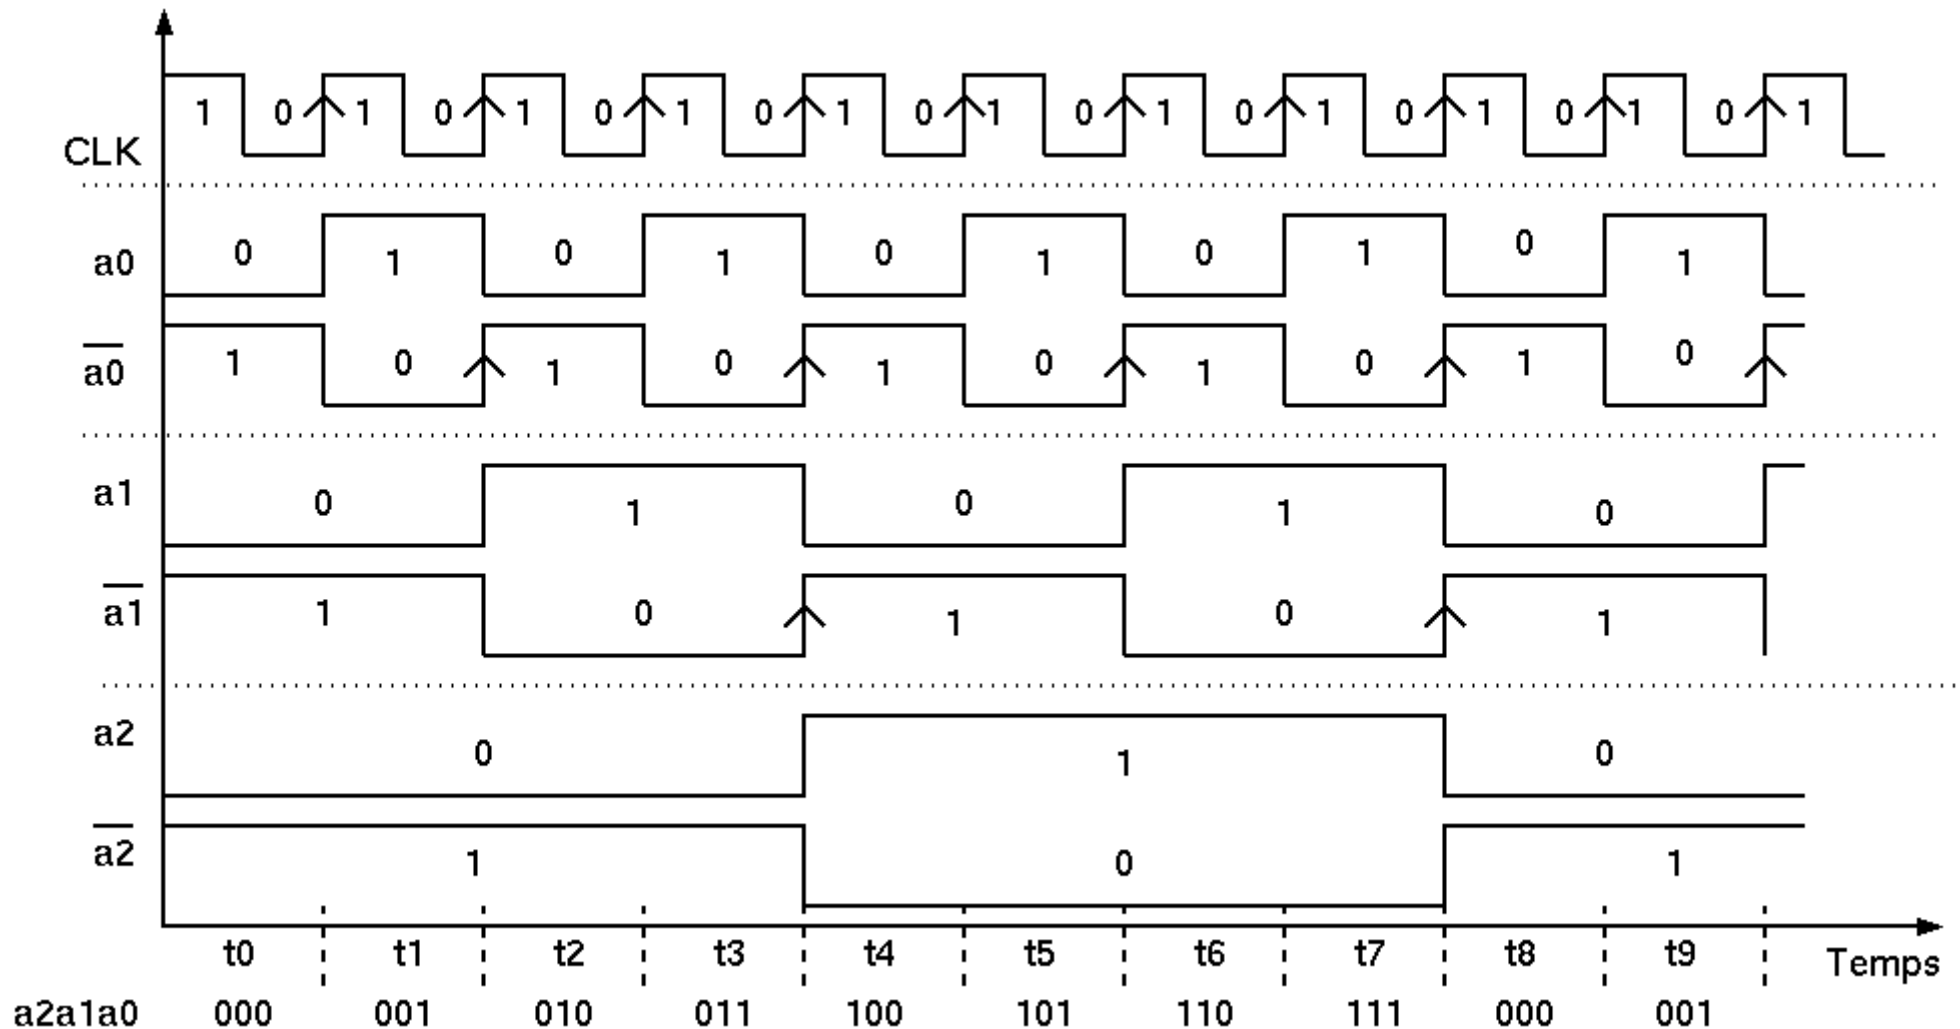 1 0 1 0 1 0 1 0 1 0 1 0 1 0 1 0 1 0 1 0 1
CLK
a0 0 1 0 1 0 1 0 1 0 1
a0 1 0 1 0 1 0 1 0 1 0
a1 0 1 0 1 0
a1 1 0 1 0 1
a2 0 1 0
a2 1 0 1
t0 t1 t2 t3 t4 t5 t6 t7 t8 t9 Temps
a2a1a0 000 001 010 011 100 101 110 111 000 001